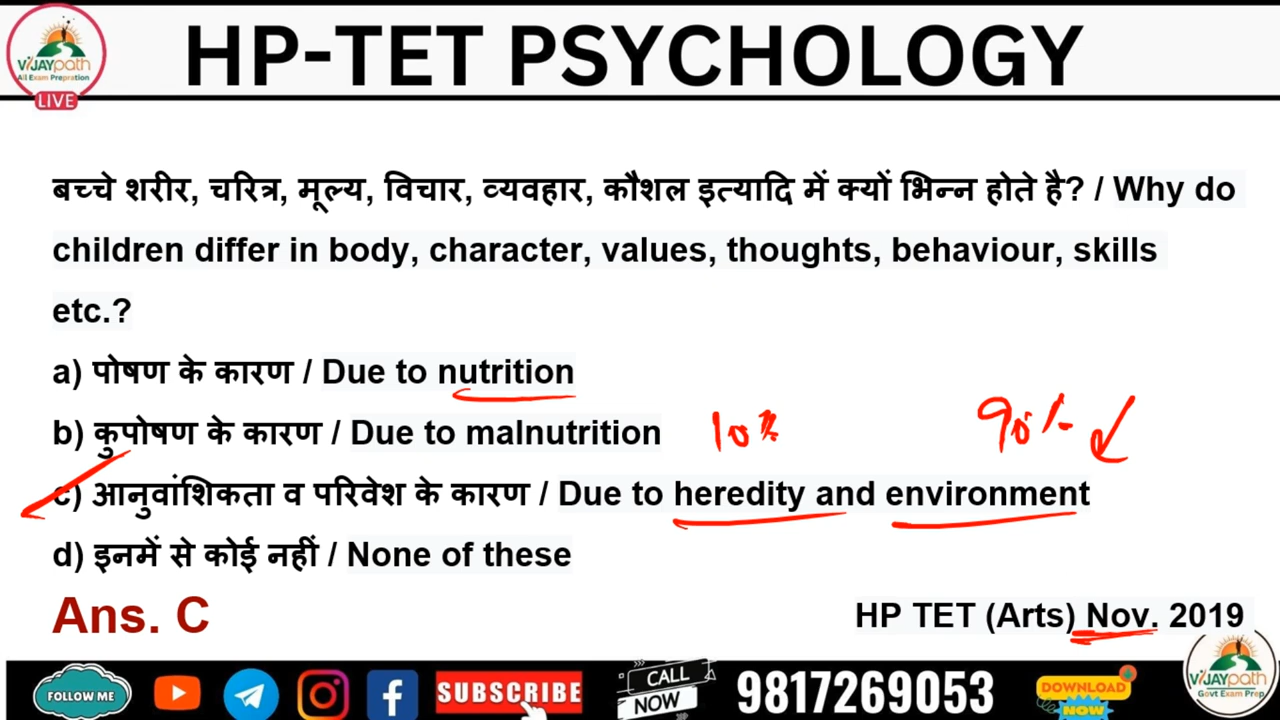 ViJAYpath
All Exam Prepration
LIVE
HP-TET PSYCHOLOGY
बच्चे शरीर, चरित्र, मूल्य, विचार, व्यवहार, कौशल इत्यादि में क्यों भिन्न होते है? / Why do
children differ in body, character, values, thoughts, behaviour, skills
etc.?
a) पोषण के कारण / Due to nutrition
b) कुपोषण के कारण / Due to malnutrition 10% 90%
c) आनुवांशिकता व परिवेश के कारण / Due to heredity and environment
d) इनमें से कोई नहीं / None of these
Ans. C
HP TET (Arts) Nov. 2019
FOLLOW ME
SUBSCRIBE
CALL
NOW
9817269053
DOWNLOAD
NOW
ViJAYpath
Govt Exam Prep